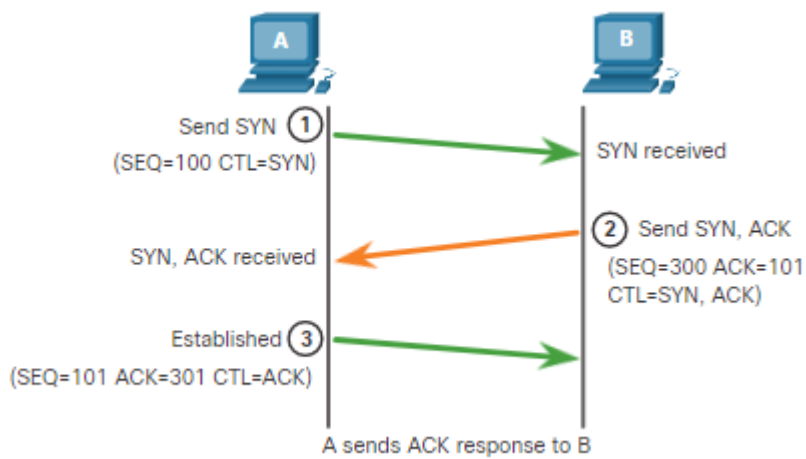 A
B
Send SYN 1
(SEQ=100 CTL=SYN)
SYN received
2 Send SYN, ACK
SYN, ACK received
(SEQ=300 ACK=101
CTL=SYN, ACK)
Established 3
(SEQ=101 ACK=301 CTL=ACK)
A sends ACK response to B